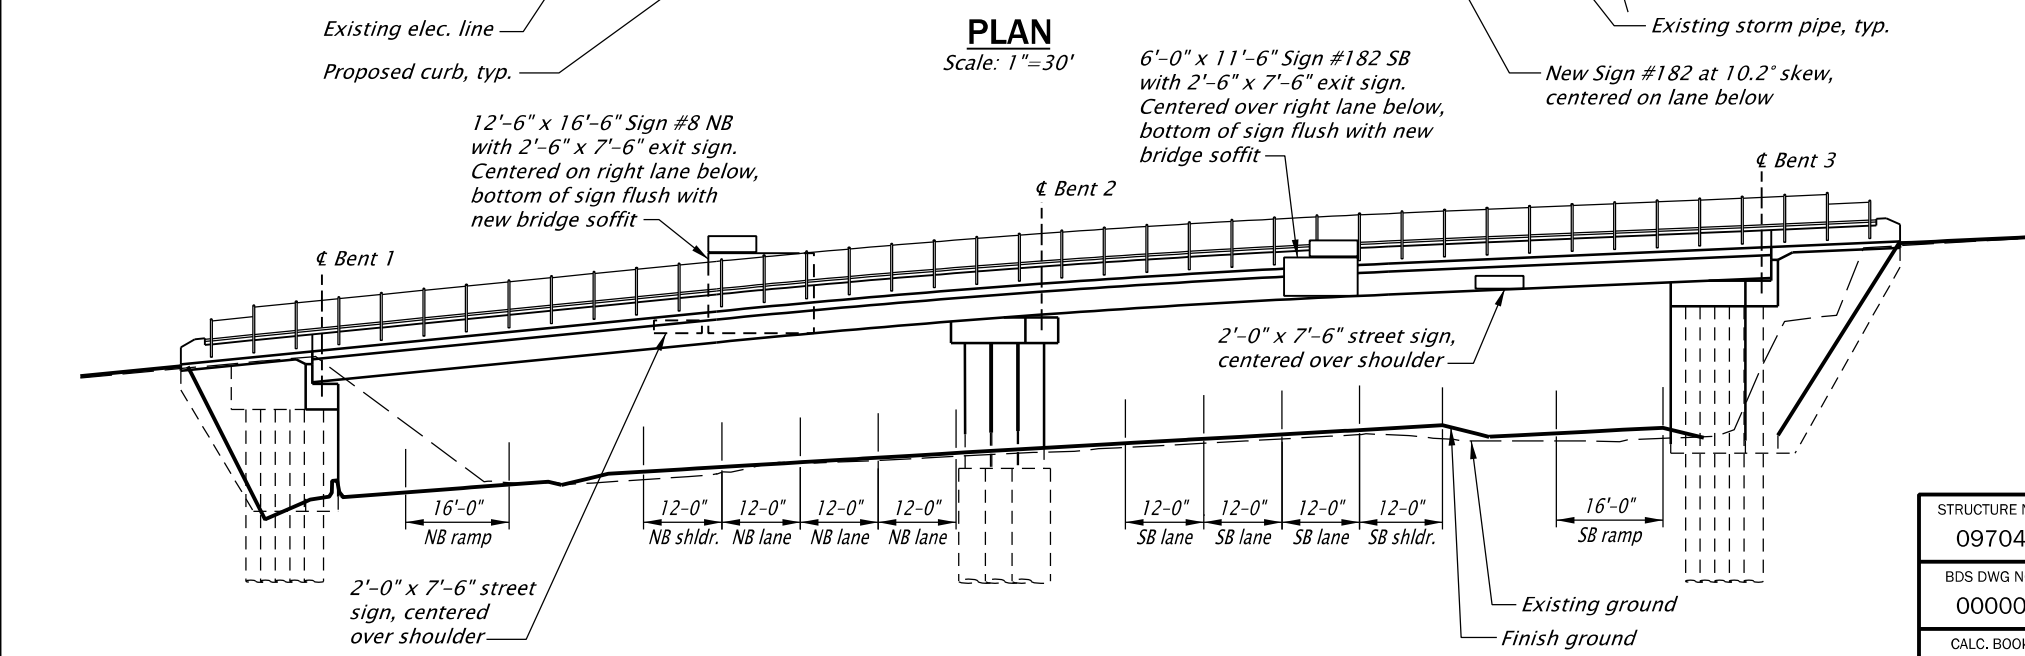 Existing elec. line
Proposed curb, typ.
PLAN
Scale: 1"=30'
Existing storm pipe, typ.
New Sign #182 at 10.2° skew,
centered on lane below
12'-6" x 16'-6" Sign #8 NB
with 2'-6" x 7'-6" exit sign.
Centered on right lane below,
bottom of sign flush with
new bridge soffit
6'-0" x 11'-6" Sign #182 SB
with 2'-6" x 7'-6" exit sign.
Centered over right lane below,
bottom of sign flush with new
bridge soffit
℄ Bent 1
℄ Bent 2
℄ Bent 3
2'-0" x 7'-6" street sign,
centered over shoulder
16'-0"
NB ramp
12'-0"
NB shldr.
12'-0"
NB lane
12'-0"
NB lane
12'-0"
NB lane
12'-0"
SB lane
12'-0"
SB lane
12'-0"
SB lane
12'-0"
SB shldr.
16'-0"
SB ramp
2'-0" x 7'-6" street
sign, centered
over shoulder
Existing ground
Finish ground
STRUCTURE
09704
BDS DWG
00000
CALC. BOOK